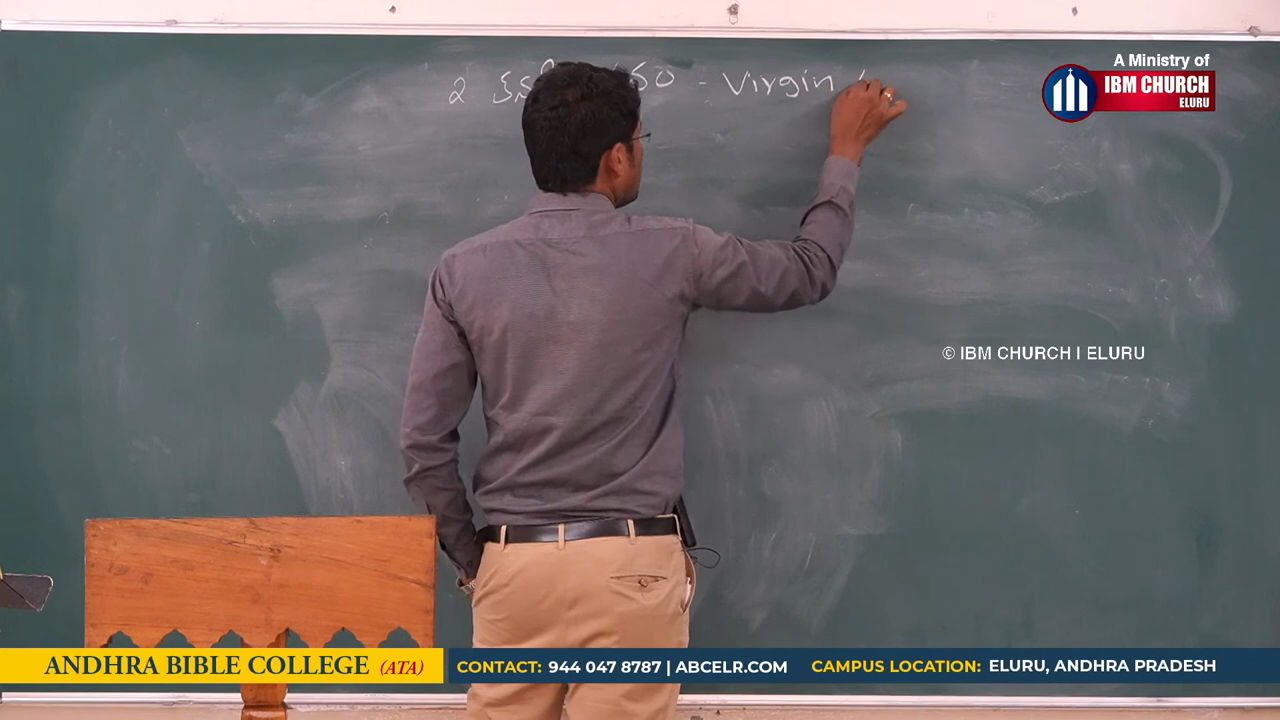 2 - Virgin
A Ministry of
IBM CHURCH
ELURU
© IBM CHURCH I ELURU
ANDHRA BIBLE COLLEGE (ATA)
CONTACT: 944 047 8787 | ABCELR.COM
CAMPUS LOCATION: ELURU, ANDHRA PRADESH